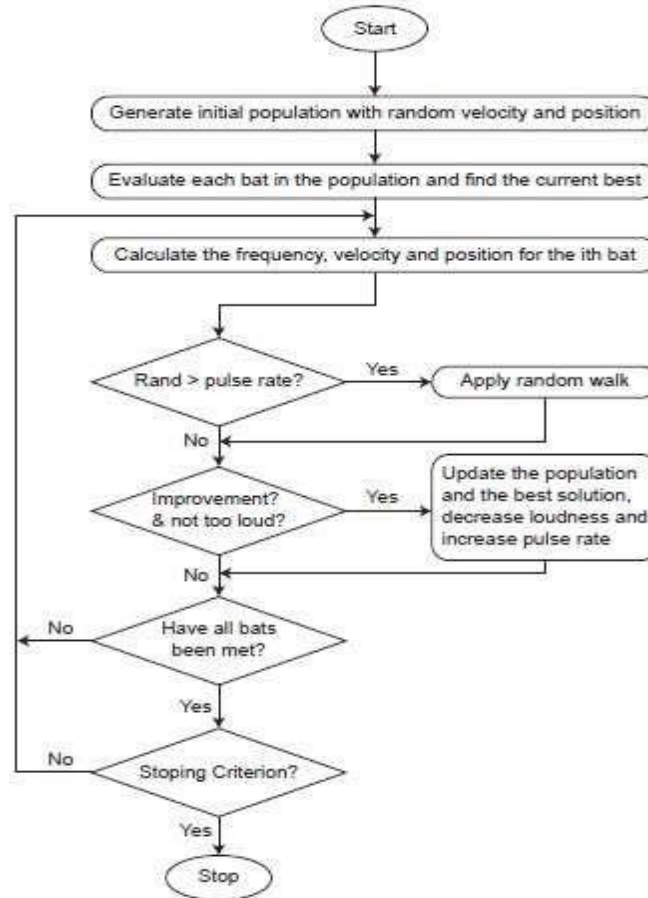 Start
Generate initial population with random velocity and position
Evaluate each bat in the population and find the current best
Calculate the frequency, velocity and position for the ith bat
Rand > pulse rate?
Yes
Apply random walk
No
Improvement?
& not too loud?
Yes
Update the population
and the best solution,
decrease loudness and
increase pulse rate
No
Have all bats
been met?
No
Yes
Stoping Criterion?
No
Yes
Stop